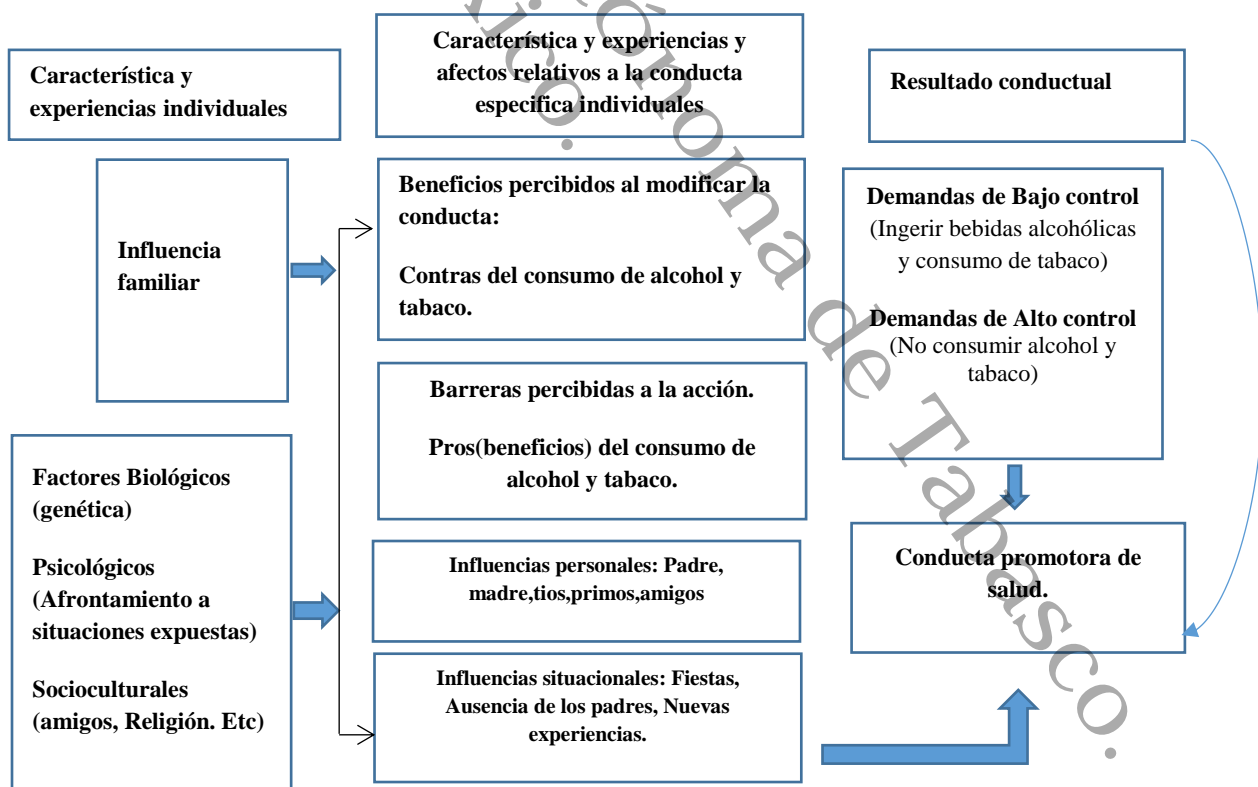 Característica y
experiencias individuales
Característica y experiencias y
afectos relativos a la conducta
especifica individuales
Resultado conductual
Influencia
familiar
Factores Biológicos
(genética)
Psicológicos
(Afrontamiento a
situaciones expuestas)
Socioculturales
(amigos, Religión. Etc)
Beneficios percibidos al modificar la
conducta:
Contras del consumo de alcohol y
tabaco.
Barreras percibidas a la acción.
Pros(beneficios) del consumo de
alcohol y tabaco.
Influencias personales: Padre,
madre,tios,primos,amigos
Influencias situacionales: Fiestas,
Ausencia de los padres, Nuevas
experiencias.
Demandas de Bajo control
(Ingerir bebidas alcohólicas
y consumo de tabaco)
Demandas de Alto control
(No consumir alcohol y
tabaco)
Conducta promotora de
salud.
de Tabasco.